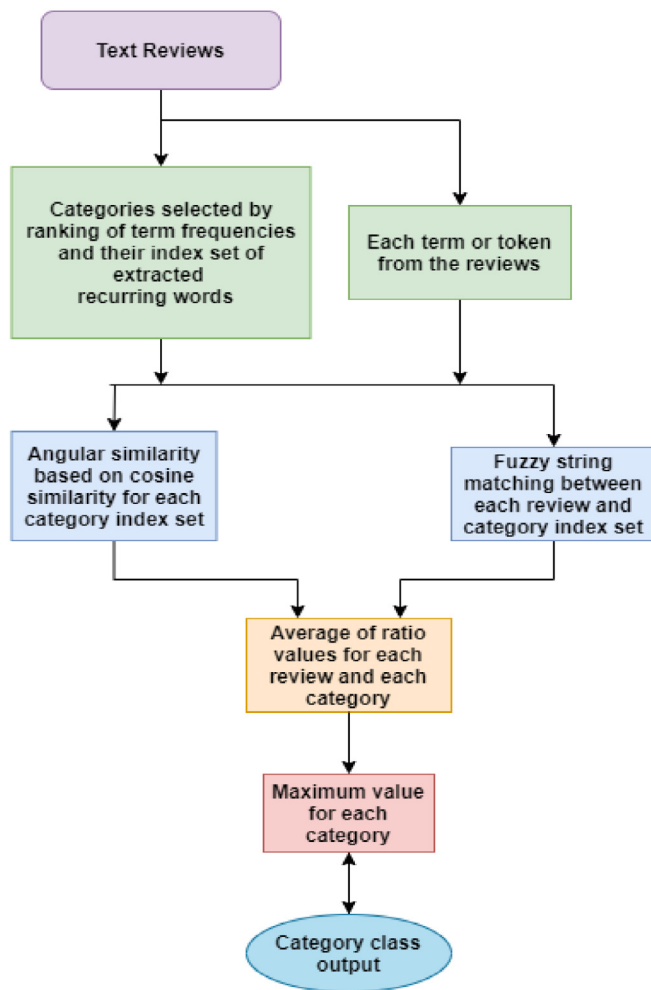 Text Reviews
Categories selected by
ranking of term frequencies
and their index set of
extracted
recurring words
Each term or token
from the reviews
Angular similarity
based on cosine
similarity for each
category index set
Fuzzy string
matching between
each review and
category index set
Average of ratio
values for each
review and each
category
Maximum value
for each
category
Category class
output